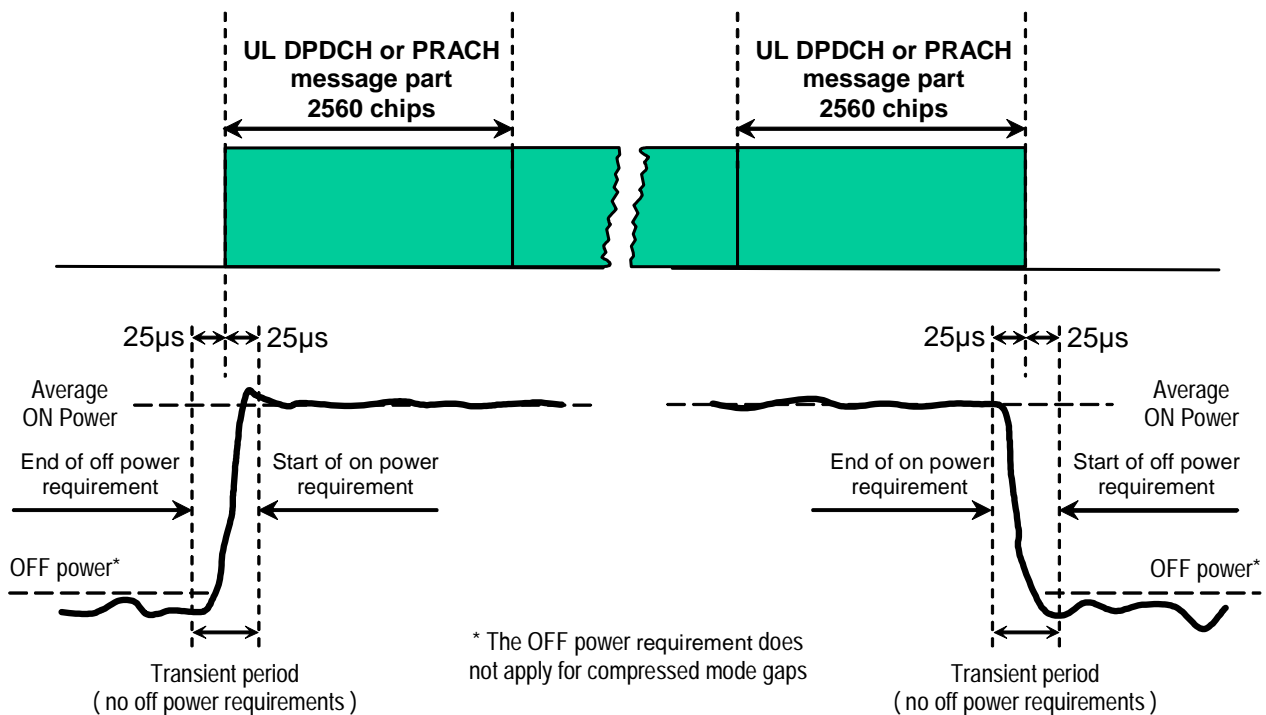 UL DPDCH or PRACH
message part
2560 chips
UL DPDCH or PRACH
message part
2560 chips
25µs
25µs
25µs
25µs
Average
ON Power
Average
ON Power
End of off power
requirement
Start of on power
requirement
End of on power
requirement
Start of off power
requirement
OFF power*
OFF power*
* The OFF power requirement does
not apply for compressed mode gaps
Transient period
( no off power requirements )
Transient period
( no off power requirements )